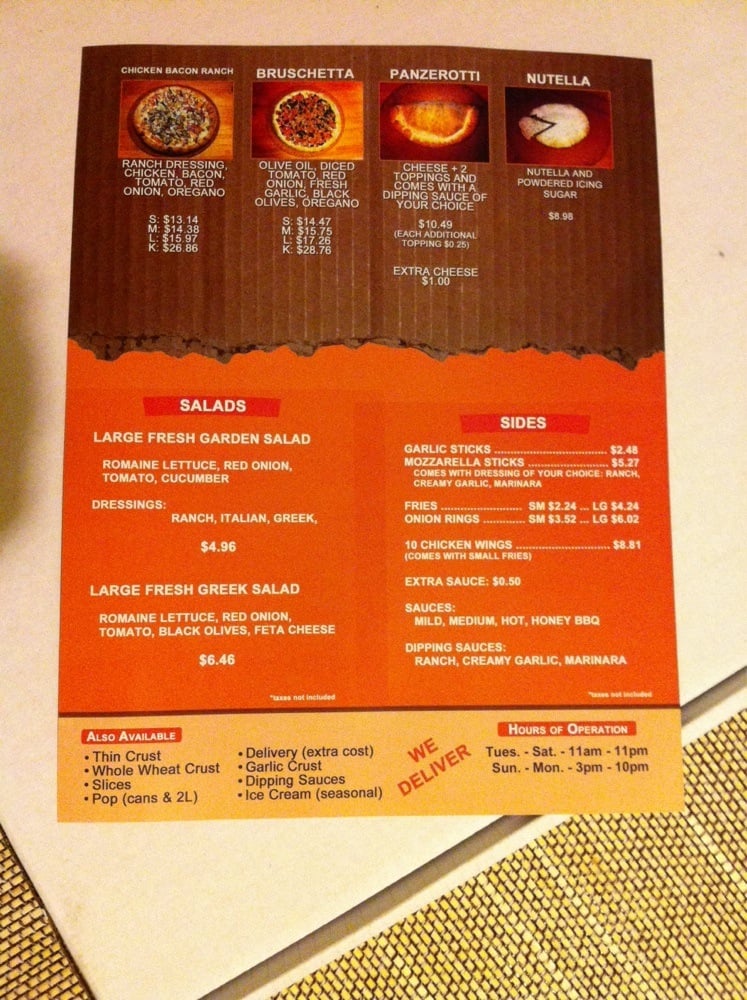 CHICKEN BACON RANCH
RANCH DRESSING,
CHICKEN, BACON,
TOMATO, RED
ONION, OREGANO
S: $13.14
M: $14.38
L: $15.97
K: $26.86
BRUSCHETTA
OLIVE OIL, DICED
TOMATO, RED
ONION, FRESH
GARLIC, BLACK
OLIVES, OREGANO
S: $14.47
M: $15.75
L: $17.26
K: $28.76
PANZEROTTI
CHEESE + 2
TOPPINGS AND
COMES WITH A
DIPPING SAUCE OF
YOUR CHOICE
$10.49
(EACH ADDITIONAL
TOPPING $0.25)
EXTRA CHEESE
$1.00
NUTELLA
NUTELLA AND
POWDERED ICING
SUGAR
$8.98
SALADS
LARGE FRESH GARDEN SALAD
ROMAINE LETTUCE, RED ONION,
TOMATO, CUCUMBER
DRESSINGS:
RANCH, ITALIAN, GREEK,
$4.96
LARGE FRESH GREEK SALAD
ROMAINE LETTUCE, RED ONION,
TOMATO, BLACK OLIVES, FETA CHEESE
$6.46
*taxes not included
SIDES
GARLIC STICKS ................................ $2.48
MOZZARELLA STICKS ....................... $5.27
COMES WITH DRESSING OF YOUR CHOICE: RANCH,
CREAMY GARLIC, MARINARA
FRIES ....................... SM $2.24 ... LG $4.24
ONION RINGS ............ SM $3.52 ... LG $6.02
10 CHICKEN WINGS ............................ $8.81
(COMES WITH SMALL FRIES)
EXTRA SAUCE: $0.50
SAUCES:
MILD, MEDIUM, HOT, HONEY BBQ
DIPPING SAUCES:
RANCH, CREAMY GARLIC, MARINARA
*taxes not included
ALSO AVAILABLE
• Thin Crust
• Whole Wheat Crust
• Slices
• Pop (cans & 2L)
• Delivery (extra cost)
• Garlic Crust
• Dipping Sauces
• Ice Cream (seasonal)
WE
DELIVER
HOURS OF OPERATION
Tues. - Sat. - 11am - 11pm
Sun. - Mon. - 3pm - 10pm